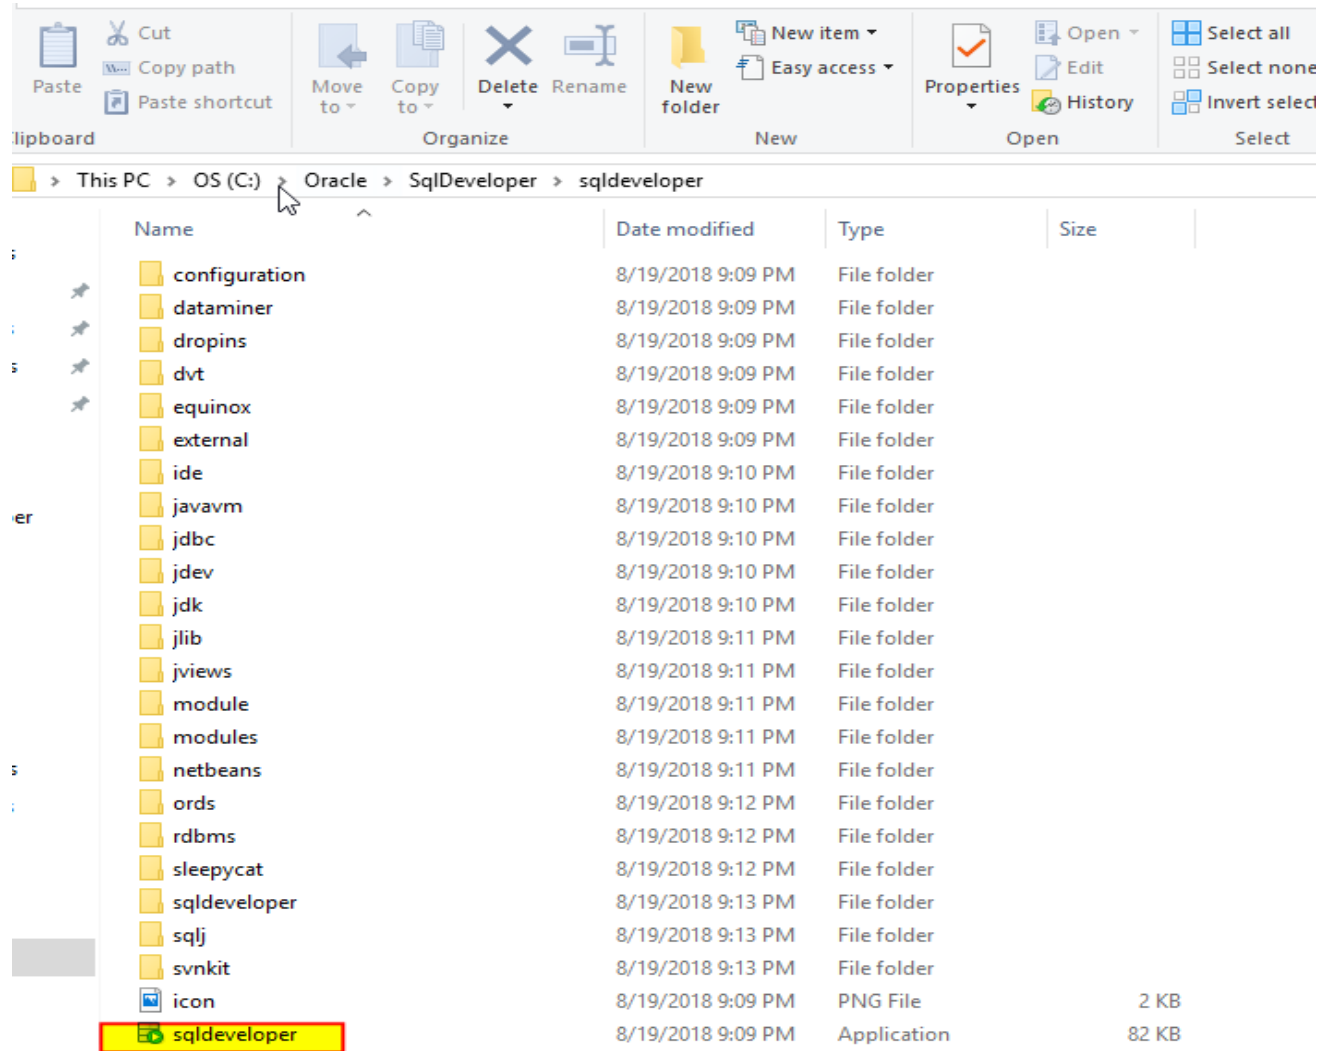 Cut
Copy path
Paste
Paste shortcut
Move to
Copy to
Delete
Rename
New folder
New item
Easy access
Properties
Open
Edit
History
Select all
Select none
Invert select
lipboard
Organize
New
Open
Select
This PC > OS (C:) > Oracle > SqlDeveloper > sqldeveloper
Name Date modified Type Size
configuration 8/19/2018 9:09 PM File folder
dataminer 8/19/2018 9:09 PM File folder
dropins 8/19/2018 9:09 PM File folder
dvt 8/19/2018 9:09 PM File folder
equinox 8/19/2018 9:09 PM File folder
external 8/19/2018 9:09 PM File folder
ide 8/19/2018 9:10 PM File folder
javavm 8/19/2018 9:10 PM File folder
er
jdbc 8/19/2018 9:10 PM File folder
jdev 8/19/2018 9:10 PM File folder
jdk 8/19/2018 9:10 PM File folder
jlib 8/19/2018 9:11 PM File folder
jviews 8/19/2018 9:11 PM File folder
module 8/19/2018 9:11 PM File folder
modules 8/19/2018 9:11 PM File folder
netbeans 8/19/2018 9:11 PM File folder
ords 8/19/2018 9:12 PM File folder
rdbms 8/19/2018 9:12 PM File folder
sleepycat 8/19/2018 9:12 PM File folder
sqldeveloper 8/19/2018 9:13 PM File folder
sqlj 8/19/2018 9:13 PM File folder
svnkit 8/19/2018 9:13 PM File folder
icon 8/19/2018 9:09 PM PNG File 2 KB
sqldeveloper 8/19/2018 9:09 PM Application 82 KB